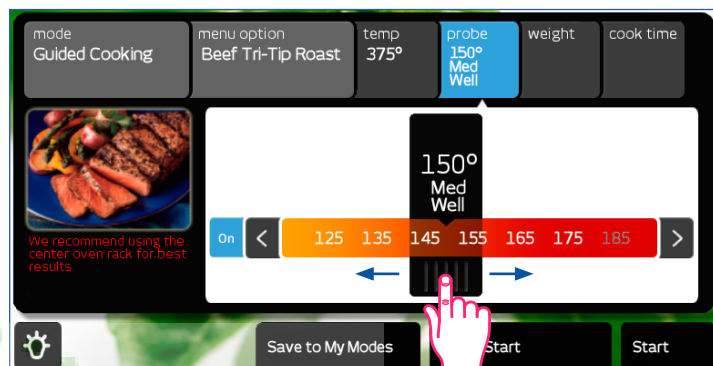 mode
Guided Cooking
menu option
Beef Tri-Tip Roast
temp
375°
probe
150°
Med
Well
weight
cook time
150°
Med
Well
We recommend using the
center oven rack for best
results.
On
125 135 145 155 165 175 185
Save to My Modes
Start
Start